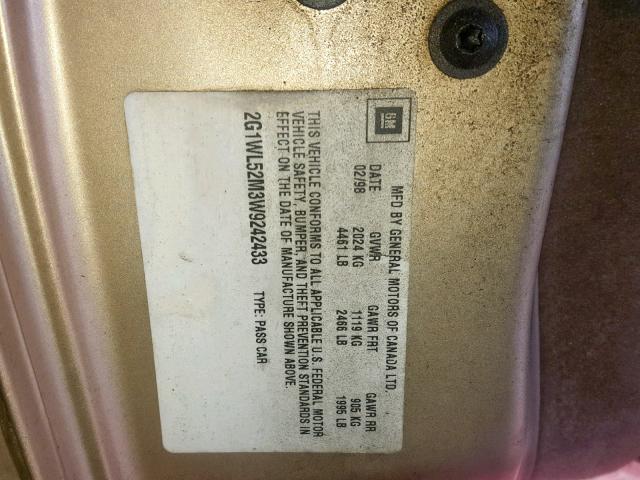 GM
MFD BY GENERAL MOTORS OF CANADA LTD.
DATE GVWR GAWR FRT GAWR RR
02/98 2024 KG 1119 KG 905 KG
4461 LB 2466 LB 1995 LB
THIS VEHICLE CONFORMS TO ALL APPLICABLE U.S. FEDERAL MOTOR
VEHICLE SAFETY, BUMPER, AND THEFT PREVENTION STANDARDS IN
EFFECT ON THE DATE OF MANUFACTURE SHOWN ABOVE.
2G1WL52M3W9242433 TYPE: PASS CAR